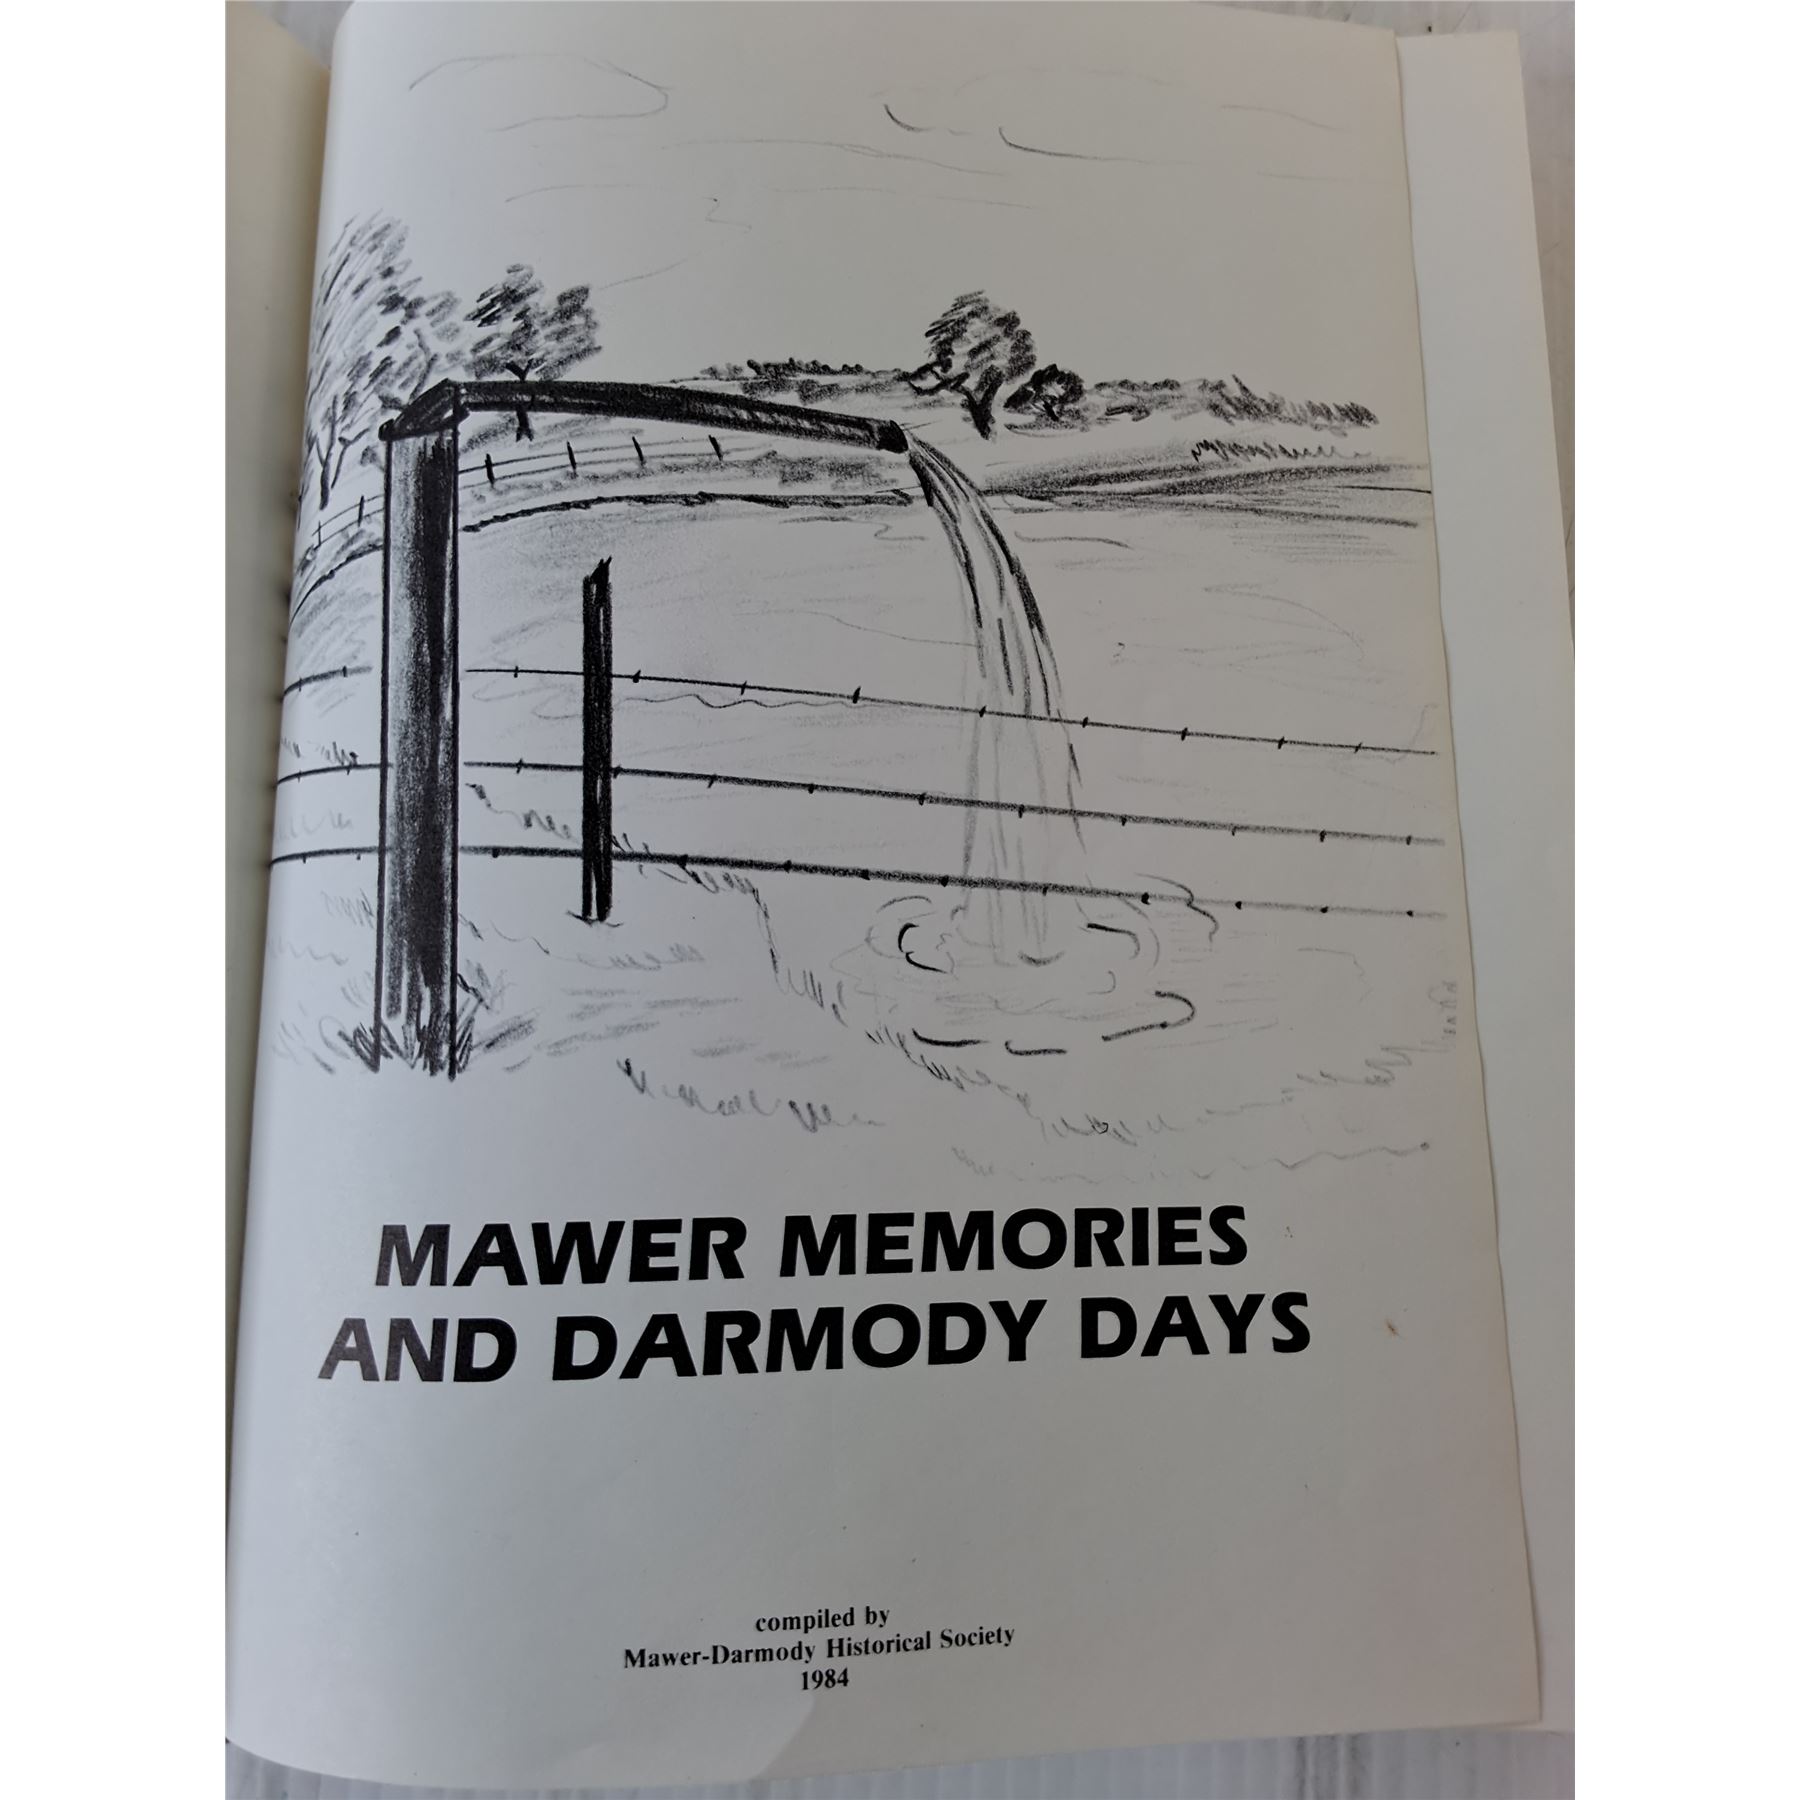 MAWER MEMORIES
AND DARMODY DAYS
compiled by
Mawer-Darmody Historical Society
1984